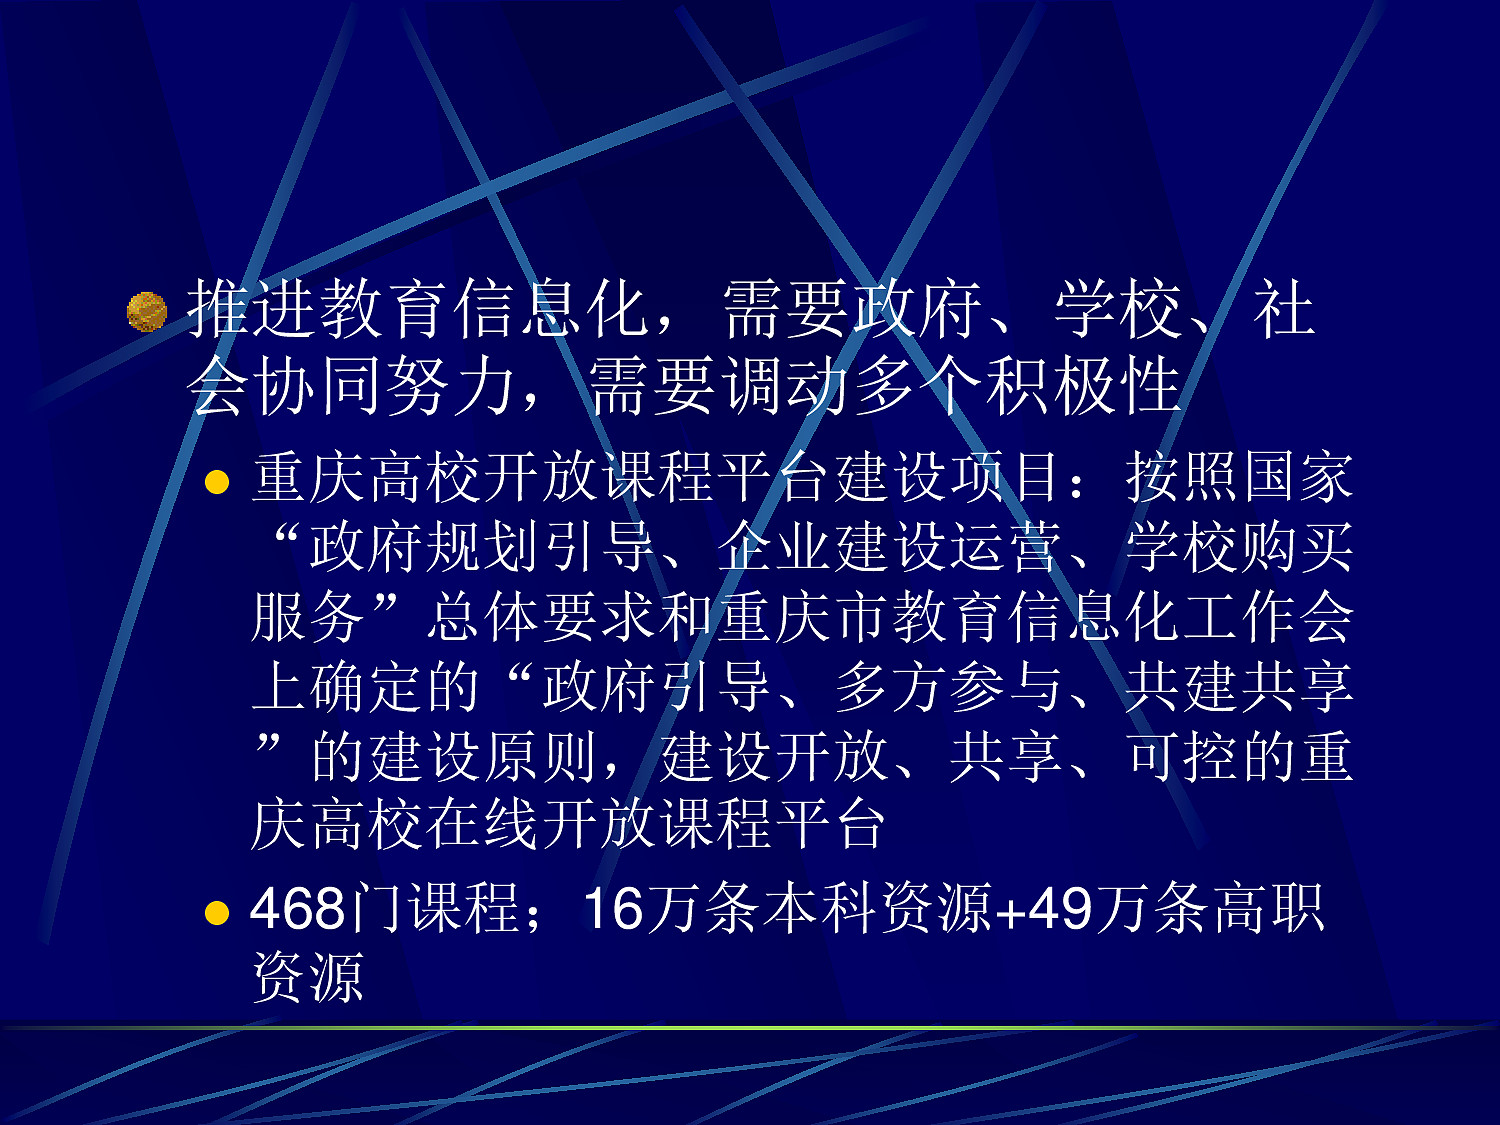 推进教育信息化，需要政府、学校、社
会协同努力，需要调动多个积极性
重庆高校开放课程平台建设项目：按照国家
“政府规划引导、企业建设运营、学校购买
服务”总体要求和重庆市教育信息化工作会
上确定的“政府引导、多方参与、共建共享
”的建设原则，建设开放、共享、可控的重
庆高校在线开放课程平台
468门课程；16万条本科资源+49万条高职
资源